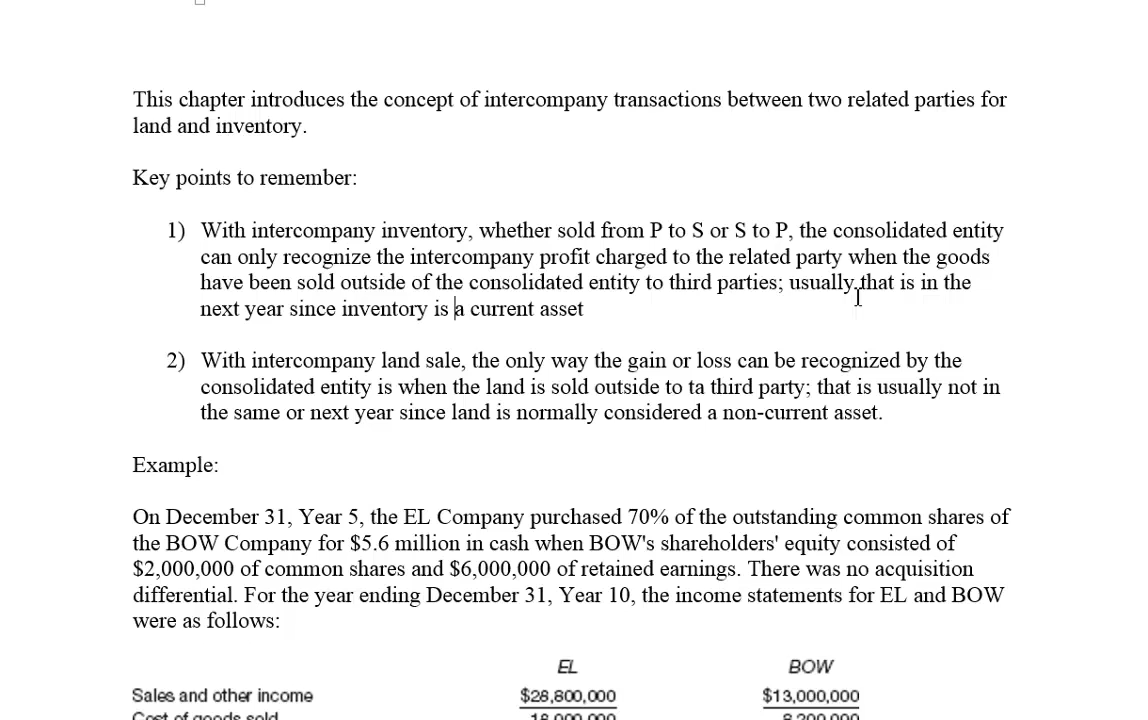 This chapter introduces the concept of intercompany transactions between two related parties for
land and inventory.
Key points to remember:
1) With intercompany inventory, whether sold from P to S or S to P, the consolidated entity
can only recognize the intercompany profit charged to the related party when the goods
have been sold outside of the consolidated entity to third parties; usually that is in the
next year since inventory is a current asset
2) With intercompany land sale, the only way the gain or loss can be recognized by the
consolidated entity is when the land is sold outside to ta third party; that is usually not in
the same or next year since land is normally considered a non-current asset.
Example:
On December 31, Year 5, the EL Company purchased 70% of the outstanding common shares of
the BOW Company for $5.6 million in cash when BOW's shareholders' equity consisted of
$2,000,000 of common shares and $6,000,000 of retained earnings. There was no acquisition
differential. For the year ending December 31, Year 10, the income statements for EL and BOW
were as follows:
EL BOW
Sales and other income $28,800,000 $13,000,000
Cost of goods sold 18,000,000 8,200,000